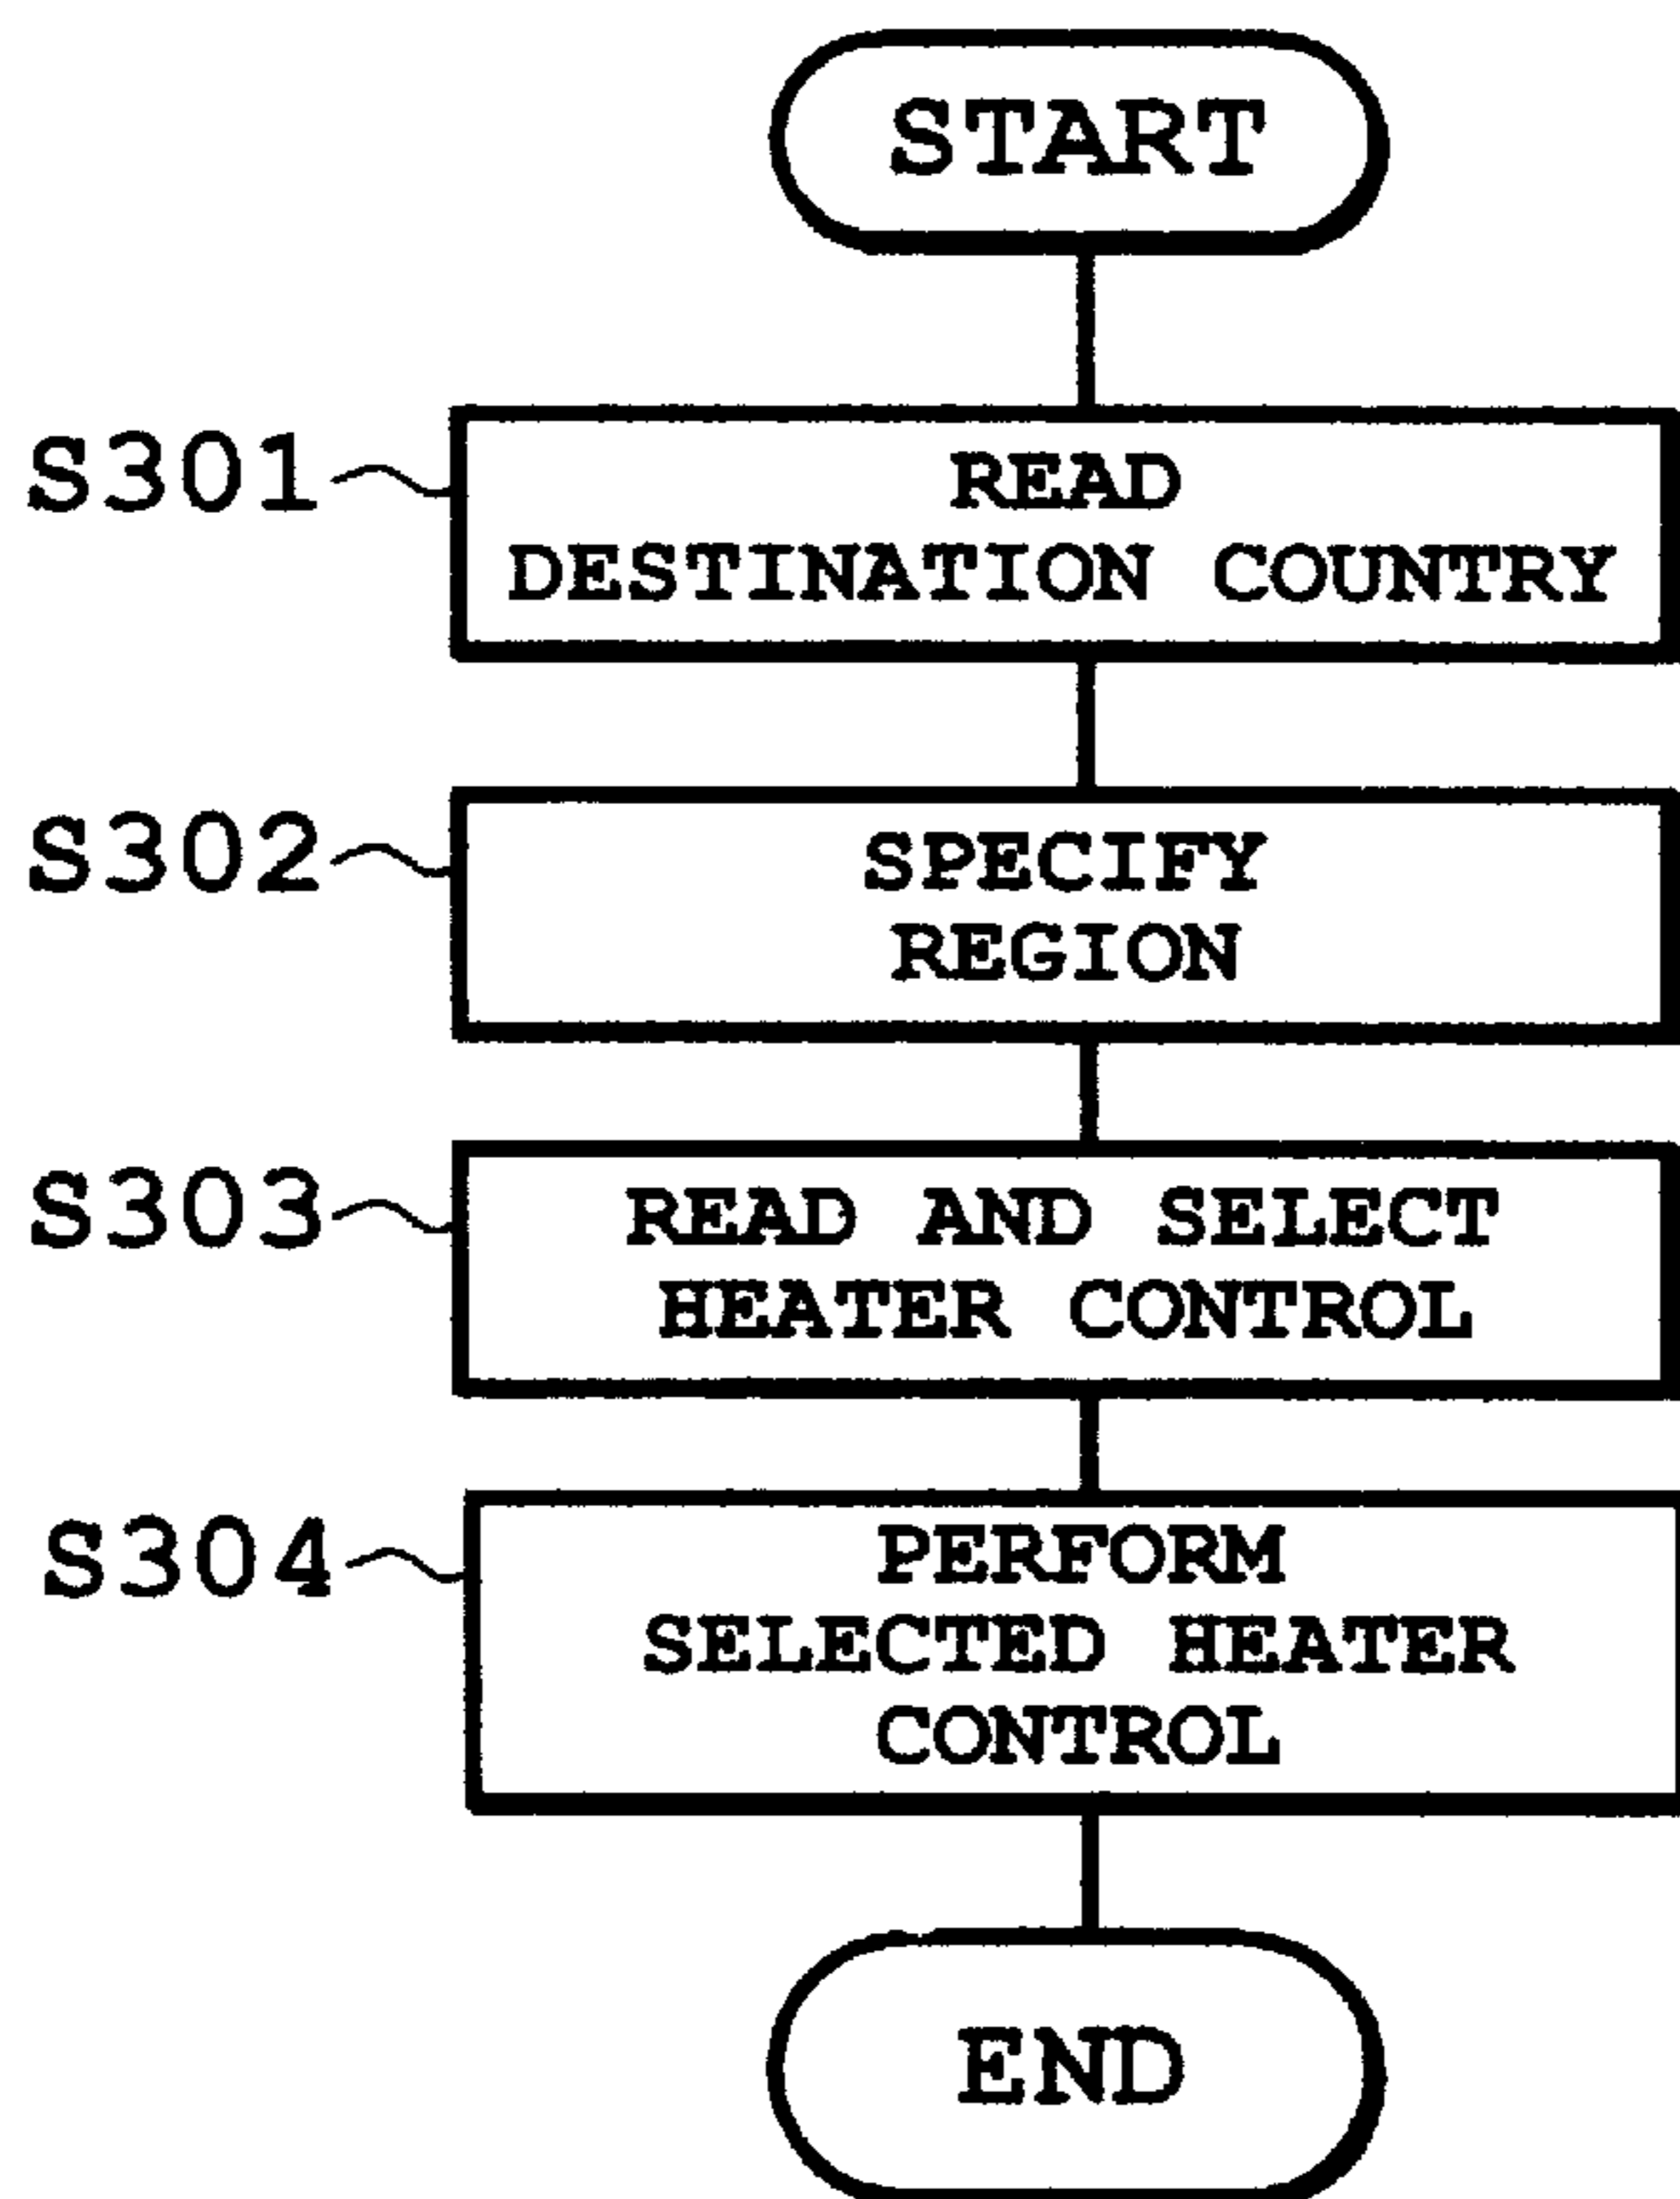 START
S301
READ
DESTINATION COUNTRY
S302
SPECIFY
REGION
S303
READ AND SELECT
HEATER CONTROL
S304
PERFORM
SELECTED HEATER
CONTROL
END